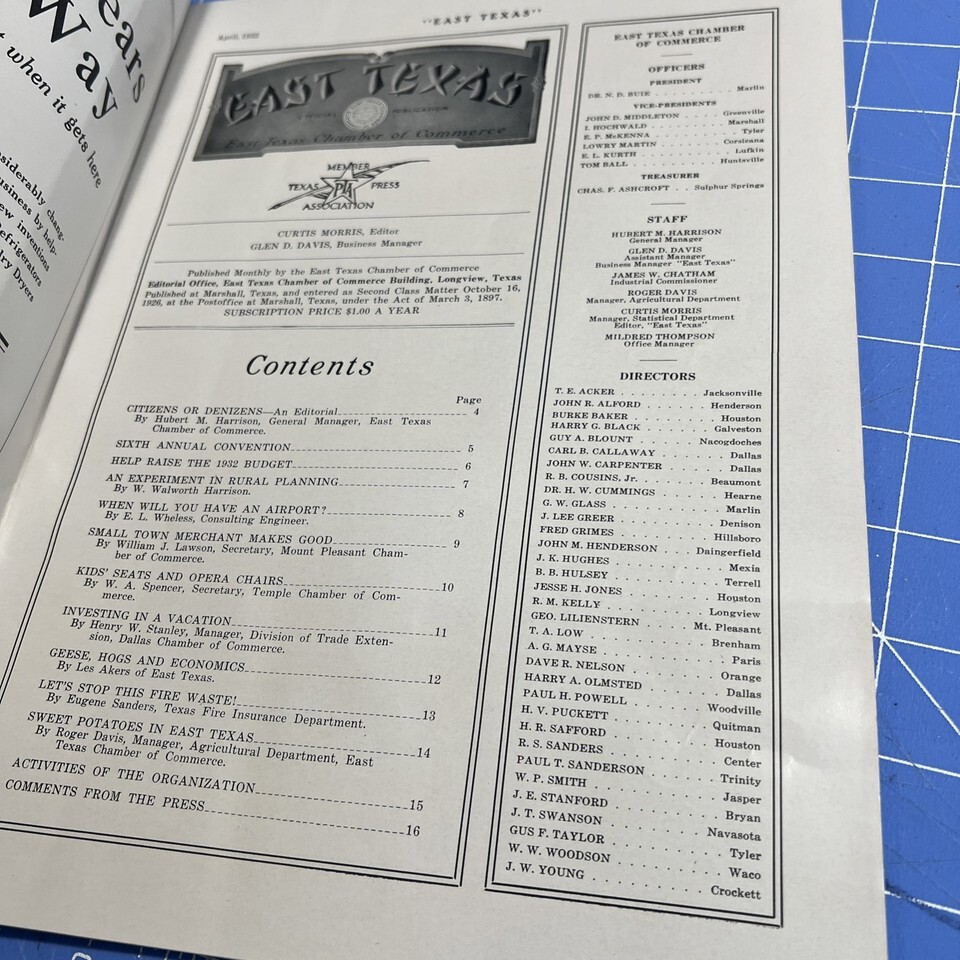 ears
Way
t when it gets here
siderably chang-
usiness by help-
ew inventions
Refrigerators
dry Dryers
"EAST TEXAS"
April, 1932
EAST TEXAS
OFFICIAL PUBLICATION
East Texas Chamber of Commerce
MEMBER
TEXAS PTA PRESS
ASSOCIATION
CURTIS MORRIS, Editor
GLEN D. DAVIS, Business Manager
Published Monthly by the East Texas Chamber of Commerce
Editorial Office, East Texas Chamber of Commerce Building, Longview, Texas
Published at Marshall, Texas, and entered as Second Class Matter October 16,
1926, at the Postoffice at Marshall, Texas, under the Act of March 3, 1897.
SUBSCRIPTION PRICE $1.00 A YEAR
Contents
Page
CITIZENS OR DENIZENS—An Editorial 4
By Hubert M. Harrison, General Manager, East Texas
Chamber of Commerce.
SIXTH ANNUAL CONVENTION 5
HELP RAISE THE 1932 BUDGET 6
AN EXPERIMENT IN RURAL PLANNING 7
By W. Walworth Harrison.
WHEN WILL YOU HAVE AN AIRPORT? 8
By E. L. Wheless, Consulting Engineer.
SMALL TOWN MERCHANT MAKES GOOD 9
By William J. Lawson, Secretary, Mount Pleasant Cham-
ber of Commerce.
KIDS' SEATS AND OPERA CHAIRS 10
By W. A. Spencer, Secretary, Temple Chamber of Com-
merce.
INVESTING IN A VACATION 11
By Henry W. Stanley, Manager, Division of Trade Exten-
sion, Dallas Chamber of Commerce.
GEESE, HOGS AND ECONOMICS 12
By Les Akers of East Texas.
LET'S STOP THIS FIRE WASTE! 13
By Eugene Sanders, Texas Fire Insurance Department.
SWEET POTATOES IN EAST TEXAS 14
By Roger Davis, Manager, Agricultural Department, East
Texas Chamber of Commerce.
ACTIVITIES OF THE ORGANIZATION 15
COMMENTS FROM THE PRESS 16
EAST TEXAS CHAMBER
OF COMMERCE
OFFICERS
PRESIDENT
DR. N. D. BUIE Marlin
VICE-PRESIDENTS
JOHN D. MIDDLETON Greenville
I. HOCHWALD Marshall
E. P. McKENNA Tyler
LOWRY MARTIN Corsicana
E. L. KURTH Lufkin
TOM BALL Huntsville
TREASURER
CHAS. F. ASHCROFT Sulphur Springs
STAFF
HUBERT M. HARRISON
General Manager
GLEN D. DAVIS
Assistant Manager
Business Manager "East Texas"
JAMES W. CHATHAM
Industrial Commissioner
ROGER DAVIS
Manager, Agricultural Department
CURTIS MORRIS
Manager, Statistical Department
Editor, "East Texas"
MILDRED THOMPSON
Office Manager
DIRECTORS
T. E. ACKER Jacksonville
JOHN R. ALFORD Henderson
BURKE BAKER Houston
HARRY G. BLACK Galveston
GUY A. BLOUNT Nacogdoches
CARL B. CALLAWAY Dallas
JOHN W. CARPENTER Dallas
R. B. COUSINS, Jr. Beaumont
DR. H. W. CUMMINGS Hearne
G. W. GLASS Marlin
J. LEE GREER Denison
FRED GRIMES Hillsboro
JOHN M. HENDERSON Daingerfield
J. K. HUGHES Mexia
B. B. HULSEY Terrell
JESSE H. JONES Houston
R. M. KELLY Longview
GEO. LILIENSTERN Mt. Pleasant
T. A. LOW Brenham
A. G. MAYSE Paris
DAVE R. NELSON Orange
HARRY A. OLMSTED Dallas
PAUL H. POWELL Woodville
H. V. PUCKETT Quitman
H. R. SAFFORD Houston
R. S. SANDERS Center
PAUL T. SANDERSON Trinity
W. P. SMITH Jasper
J. E. STANFORD Bryan
J. T. SWANSON Navasota
GUS F. TAYLOR Tyler
W. W. WOODSON Waco
J. W. YOUNG Crockett